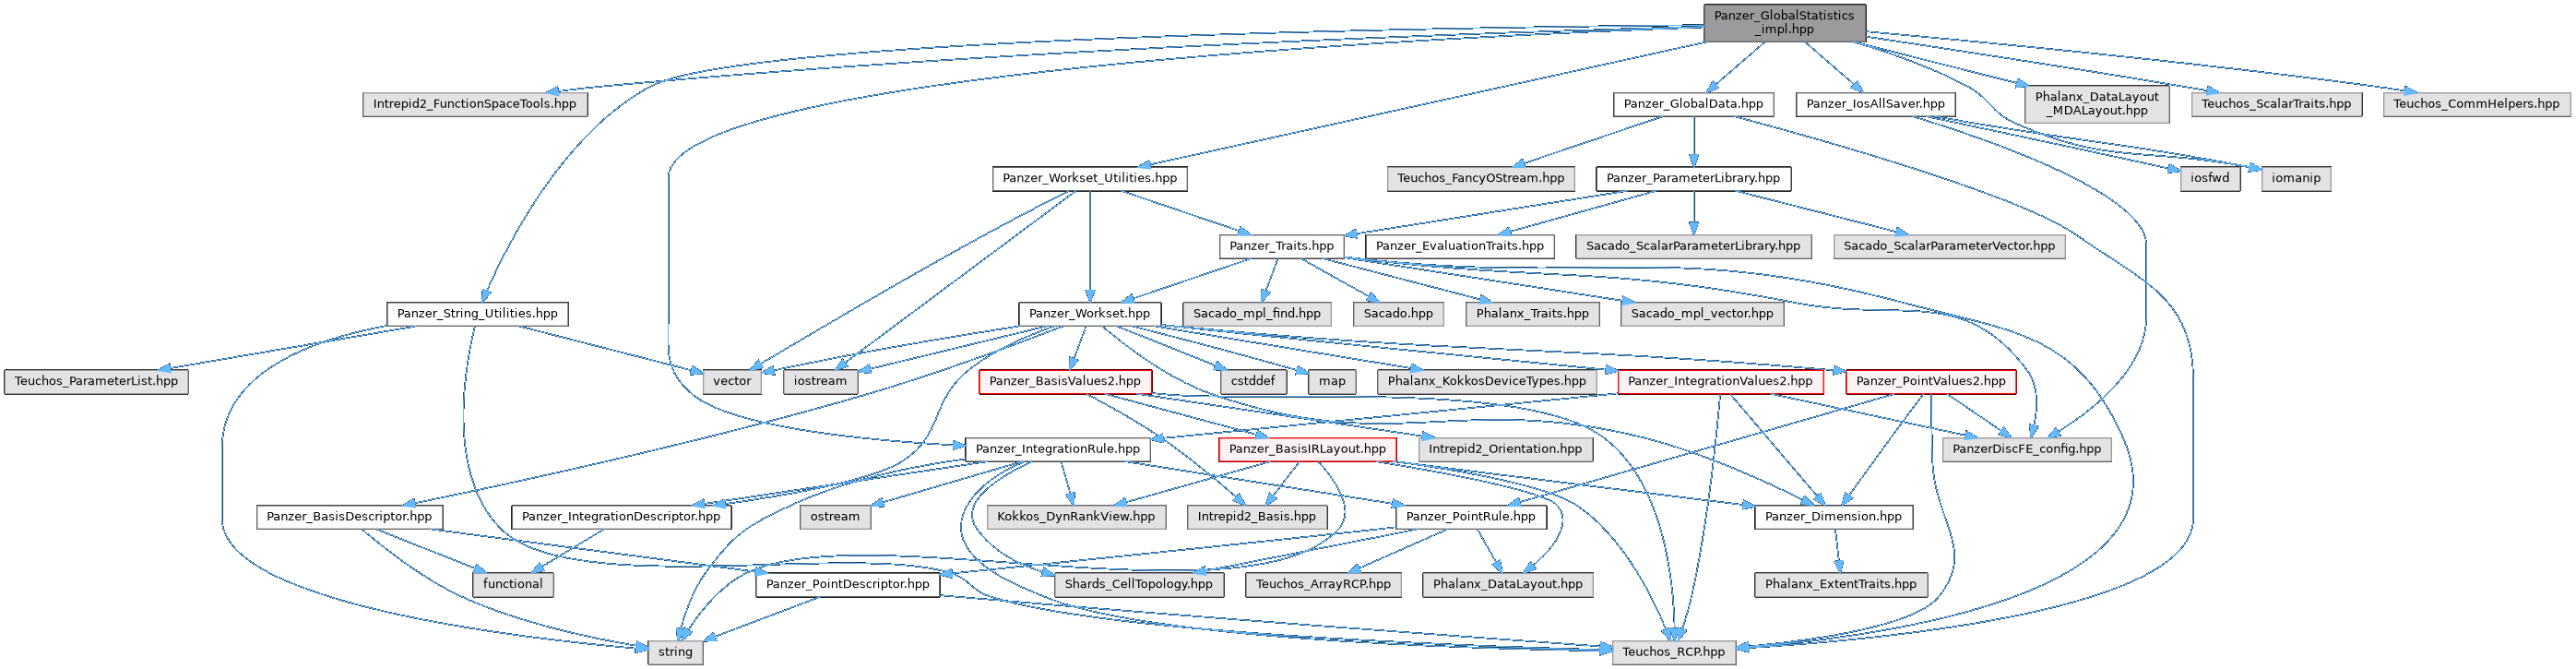 Panzer_GlobalStatistics
_impl.hpp
Intrepid2_FunctionSpaceTools.hpp
Panzer_GlobalData.hpp
Panzer_IosAllSaver.hpp
Phalanx_DataLayout
_MDALayout.hpp
Teuchos_ScalarTraits.hpp
Teuchos_CommHelpers.hpp
Panzer_Workset_Utilities.hpp
Teuchos_FancyOStream.hpp
Panzer_ParameterLibrary.hpp
iosfwd
iomanip
Panzer_Traits.hpp
Panzer_EvaluationTraits.hpp
Sacado_ScalarParameterLibrary.hpp
Sacado_ScalarParameterVector.hpp
Panzer_String_Utilities.hpp
Panzer_Workset.hpp
Sacado_mpl_find.hpp
Sacado.hpp
Phalanx_Traits.hpp
Sacado_mpl_vector.hpp
Teuchos_ParameterList.hpp
vector
iostream
Panzer_BasisValues2.hpp
cstddef
map
Phalanx_KokkosDeviceTypes.hpp
Panzer_IntegrationValues2.hpp
Panzer_PointValues2.hpp
Panzer_IntegrationRule.hpp
Panzer_BasisIRLayout.hpp
Intrepid2_Orientation.hpp
PanzerDiscFE_config.hpp
Panzer_BasisDescriptor.hpp
Panzer_IntegrationDescriptor.hpp
ostream
Kokkos_DynRankView.hpp
Intrepid2_Basis.hpp
Panzer_PointRule.hpp
Panzer_Dimension.hpp
functional
Panzer_PointDescriptor.hpp
Shards_CellTopology.hpp
Teuchos_ArrayRCP.hpp
Phalanx_DataLayout.hpp
Phalanx_ExtentTraits.hpp
string
Teuchos_RCP.hpp